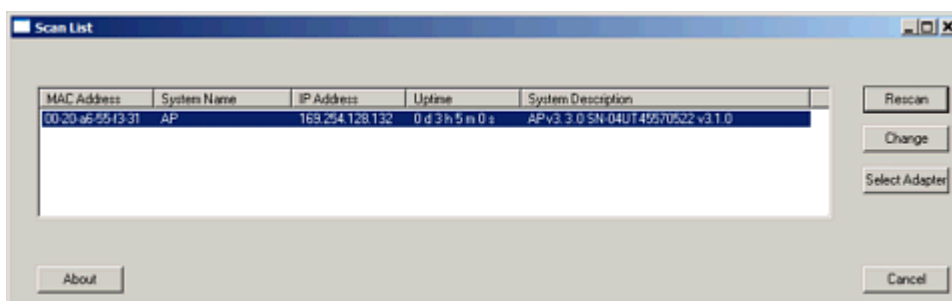 Scan List
MAC Address System Name IP Address Uptime System Description
00-20-a6-55-f3-31 AP 169.254.128.132 0 d 3 h 5 m 0 s AP v3.3.0 SN-04UT45570522 v3.1.0
Rescan
Change
Select Adapter
About
Cancel